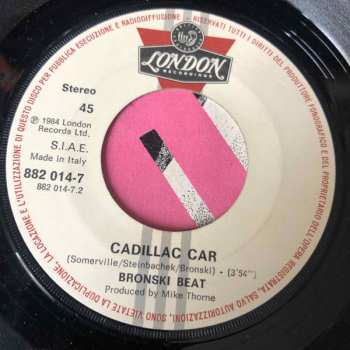 LONDON
RECORDINGS
Stereo
45
℗ 1984 London
Records Ltd.
S.I.A.E.
Made in Italy
882 014-7
882 014-7.2
CADILLAC CAR
(Somerville/Steinbachek/Bronski) - (3'54")
BRONSKI BEAT
Produced by Mike Thorne
PUBBLICA ESECUZIONE E RADIODIFFUSIONE - RISERVATI TUTTI I DIRITTI DEL PRODUTTORE FONOGRAFICO E DEL PROPRIETARIO DELL'OPERA REGISTRATA. SALVO AUTORIZZAZIONI, SONO VIETATE LA DUPLICAZIONE, LA LOCAZIONE E L'UTILIZZAZIONE DI QUESTO DISCO PER